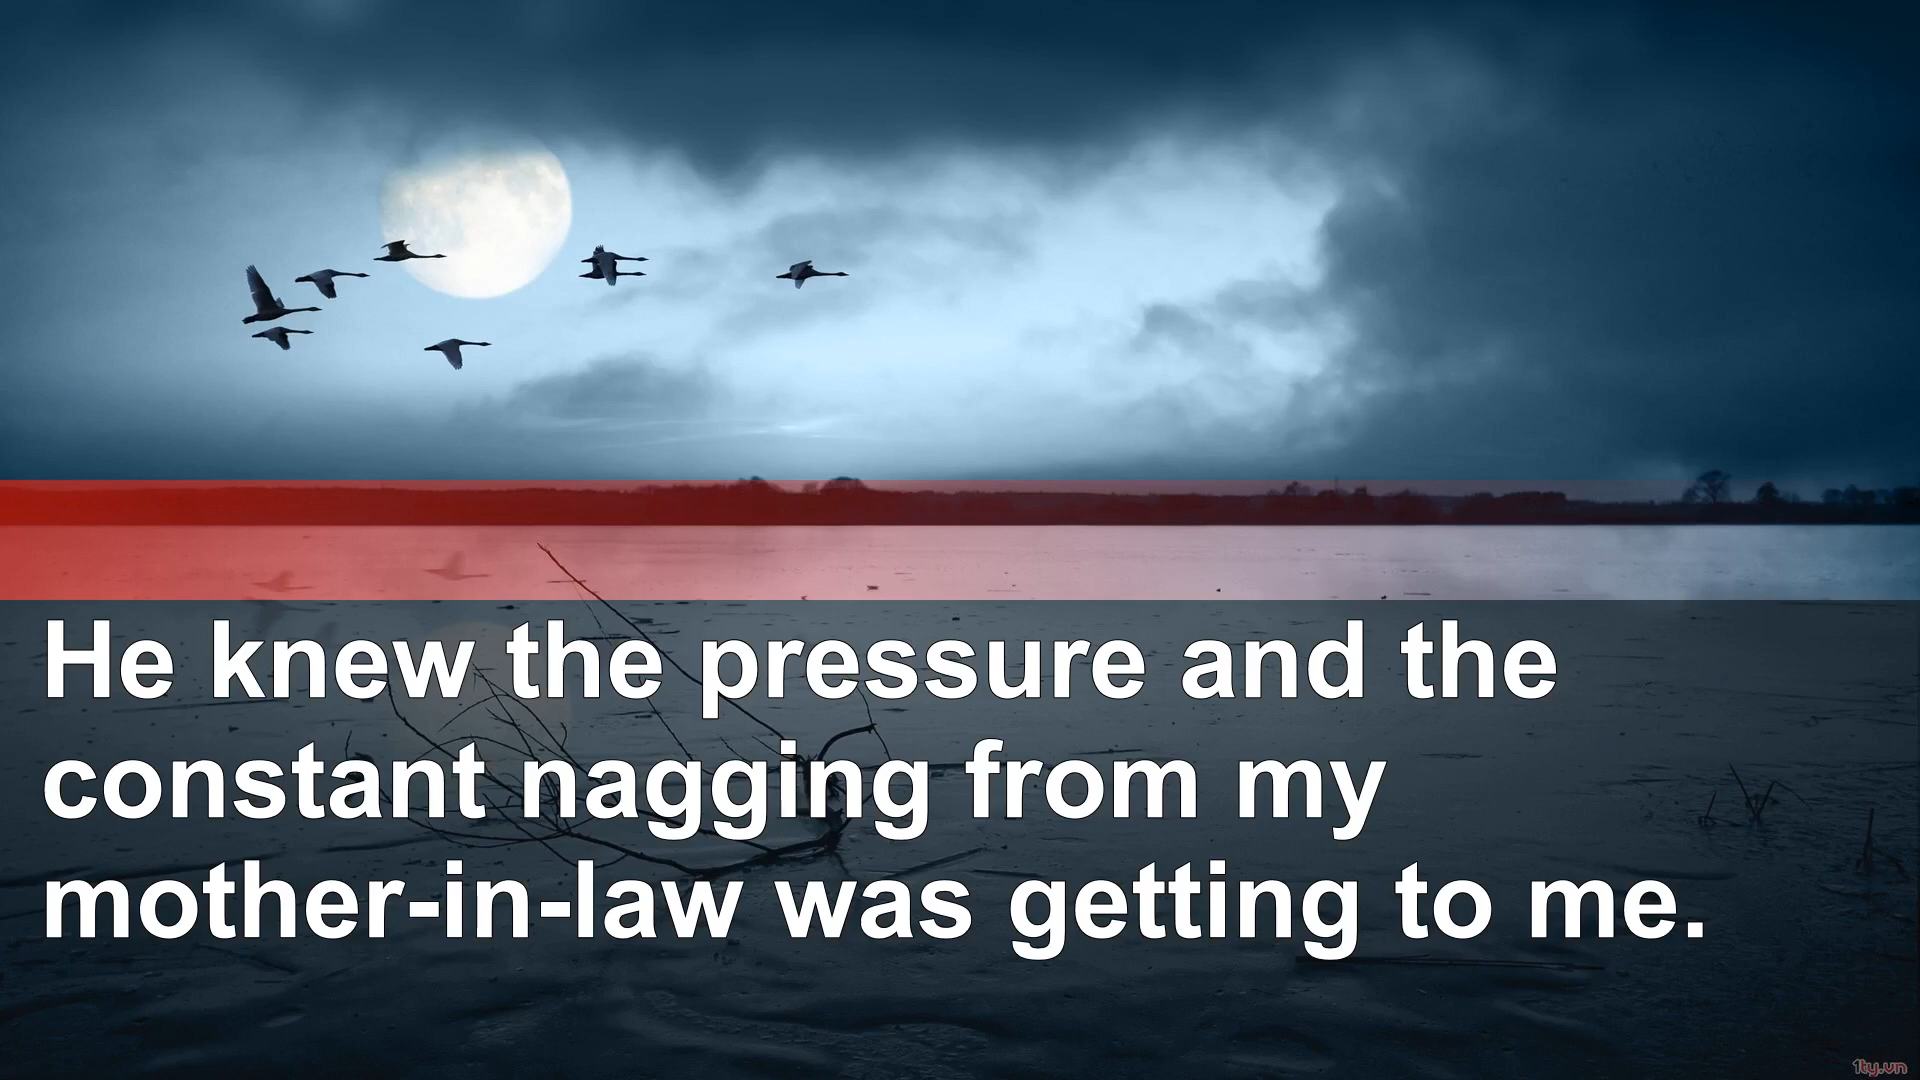 He knew the pressure and the
constant nagging from my
mother-in-law was getting to me.
1ty.vn